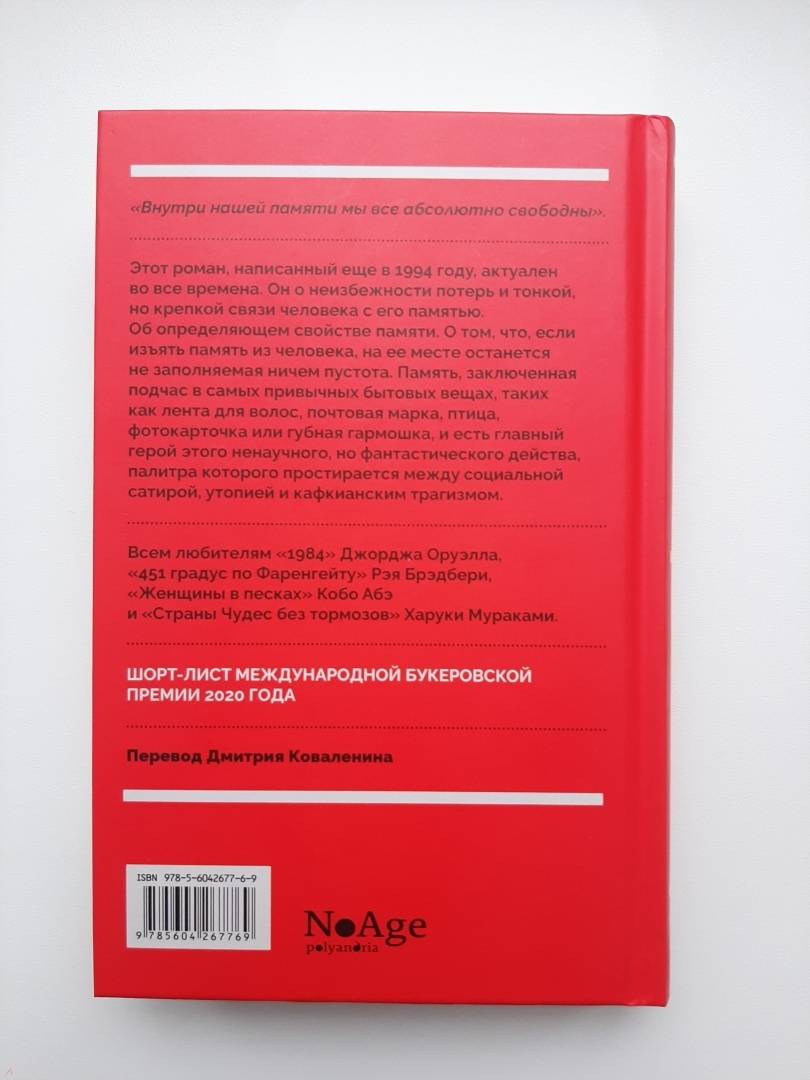 «Внутри нашей памяти мы все абсолютно свободны».
Этот роман, написанный еще в 1994 году, актуален
во все времена. Он о неизбежности потерь и тонкой,
но крепкой связи человека с его памятью.
Об определяющем свойстве памяти. О том, что, если
изъять память из человека, на ее месте останется
не заполняемая ничем пустота. Память, заключенная
подчас в самых привычных бытовых вещах, таких
как лента для волос, почтовая марка, птица,
фотокарточка или губная гармошка, и есть главный
герой этого ненаучного, но фантастического действа,
палитра которого простирается между социальной
сатирой, утопией и кафкианским трагизмом.
Всем любителям «1984» Джорджа Оруэлла,
«451 градус по Фаренгейту» Рэя Брэдбери,
«Женщины в песках» Кобо Абэ
и «Страны Чудес без тормозов» Харуки Мураками.
ШОРТ-ЛИСТ МЕЖДУНАРОДНОЙ БУКЕРОВСКОЙ
ПРЕМИИ 2020 ГОДА
Перевод Дмитрия Коваленина
ISBN 978-5-6042677-6-9
9 785604 267769
NoAge
polyandria